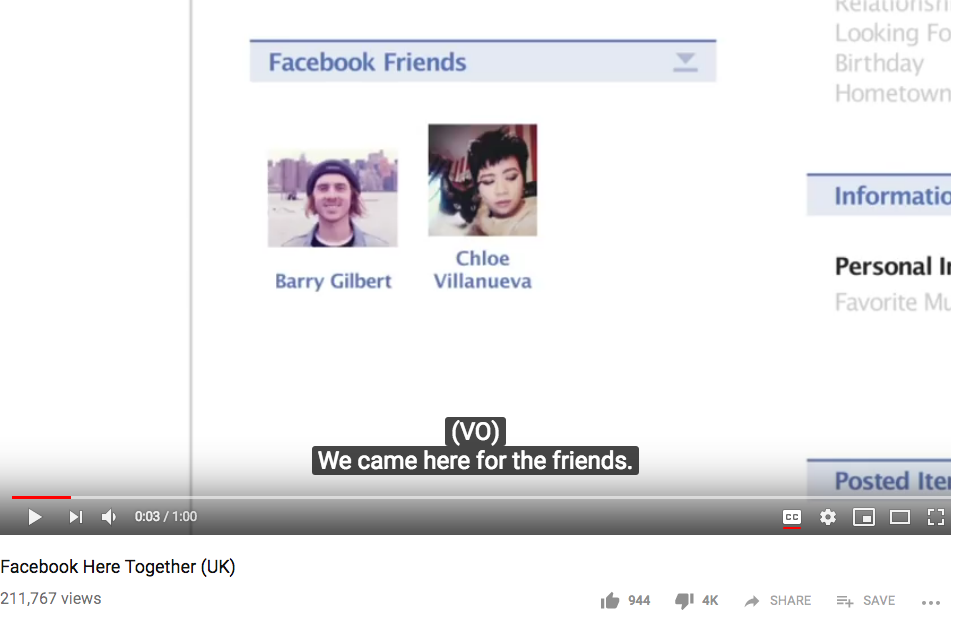 Looking Fo
Birthday
Hometown
Facebook Friends
Barry Gilbert
Chloe
Villanueva
Informatio
Personal I
Favorite Mu
(VO)
We came here for the friends.
Posted Ite
0:03 / 1:00
CC
Facebook Here Together (UK)
211,767 views
944
4K
SHARE
SAVE